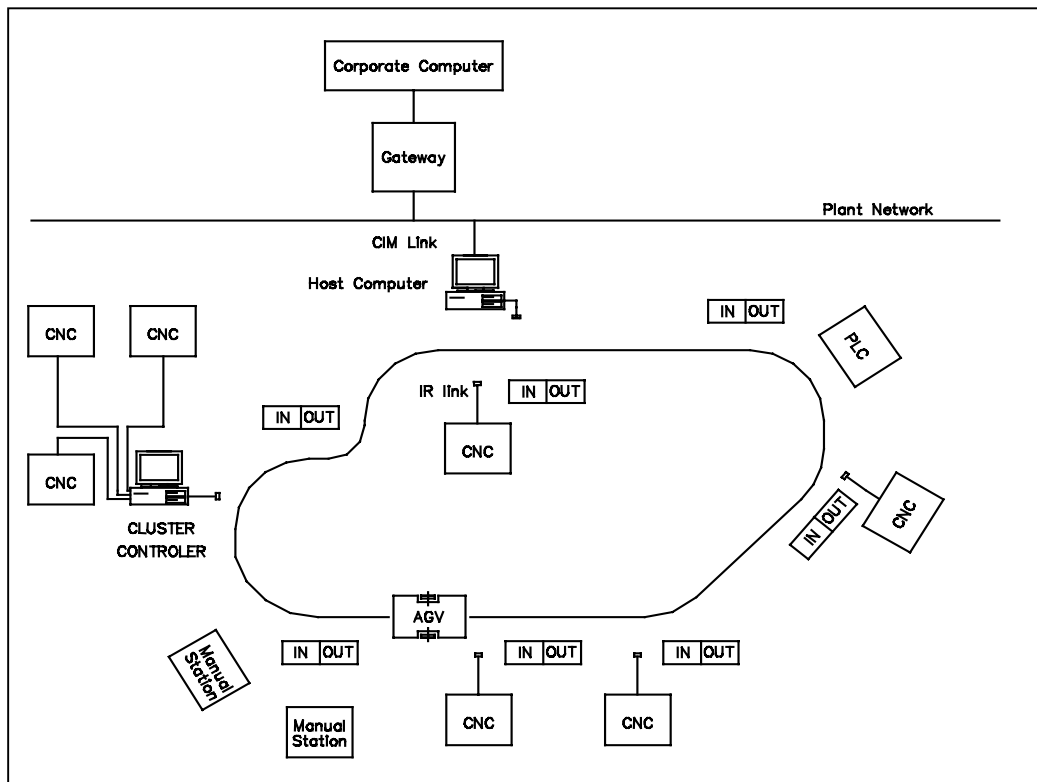 Corporate Computer
Gateway
Plant Network
CIM Link
Host Computer
IN OUT
CNC
CNC
PLC
IR link
IN OUT
IN OUT
CNC
CNC
CNC
IN OUT
CLUSTER
CONTROLER
AGV
Manual
Station
IN OUT
IN OUT
IN OUT
Manual
Station
CNC
CNC